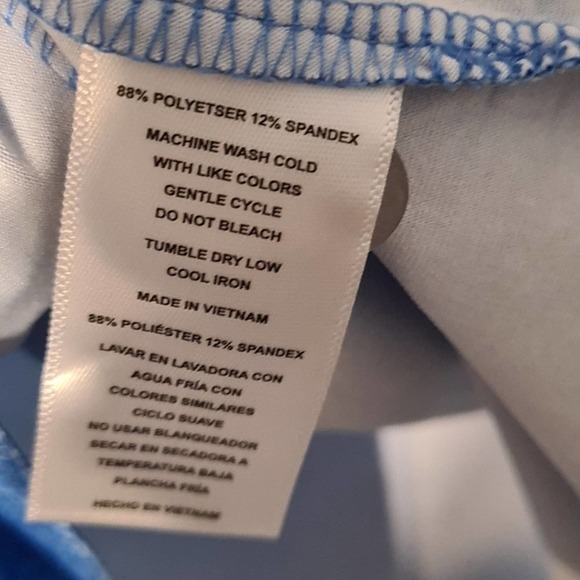 88% POLYETSER 12% SPANDEX
MACHINE WASH COLD
WITH LIKE COLORS
GENTLE CYCLE
DO NOT BLEACH
TUMBLE DRY LOW
COOL IRON
MADE IN VIETNAM
88% POLIÉSTER 12% SPANDEX
LAVAR EN LAVADORA CON
AGUA FRÍA CON
COLORES SIMILARES
CICLO SUAVE
NO USAR BLANQUEADOR
SECAR EN SECADORA A
TEMPERATURA BAJA
PLANCHA FRÍA
HECHO EN VIETNAM